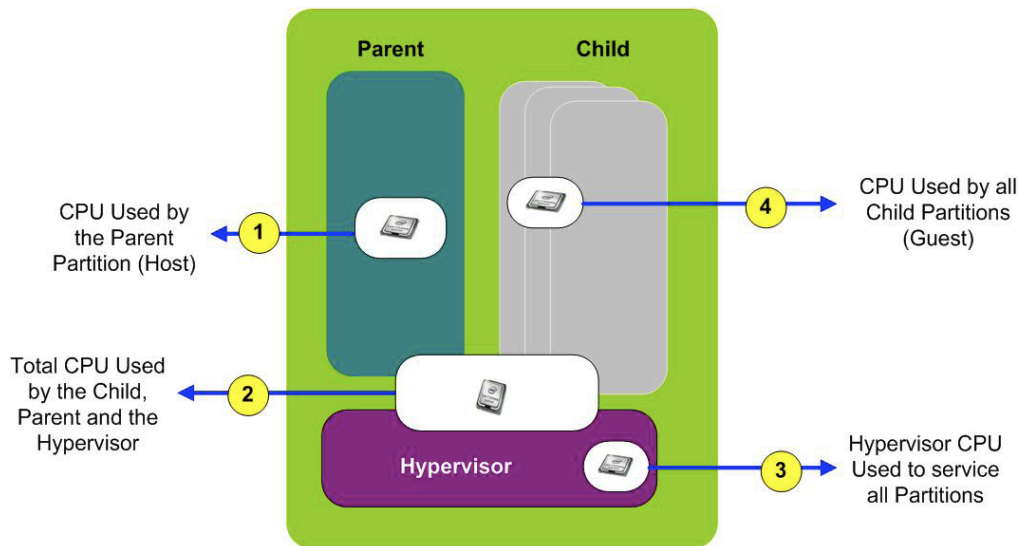 Parent
Child
CPU Used by
the Parent
Partition (Host)
1
4
CPU Used by all
Child Partitions
(Guest)
Total CPU Used
by the Child,
Parent and the
Hypervisor
2
Hypervisor
3
Hypervisor CPU
Used to service
all Partitions